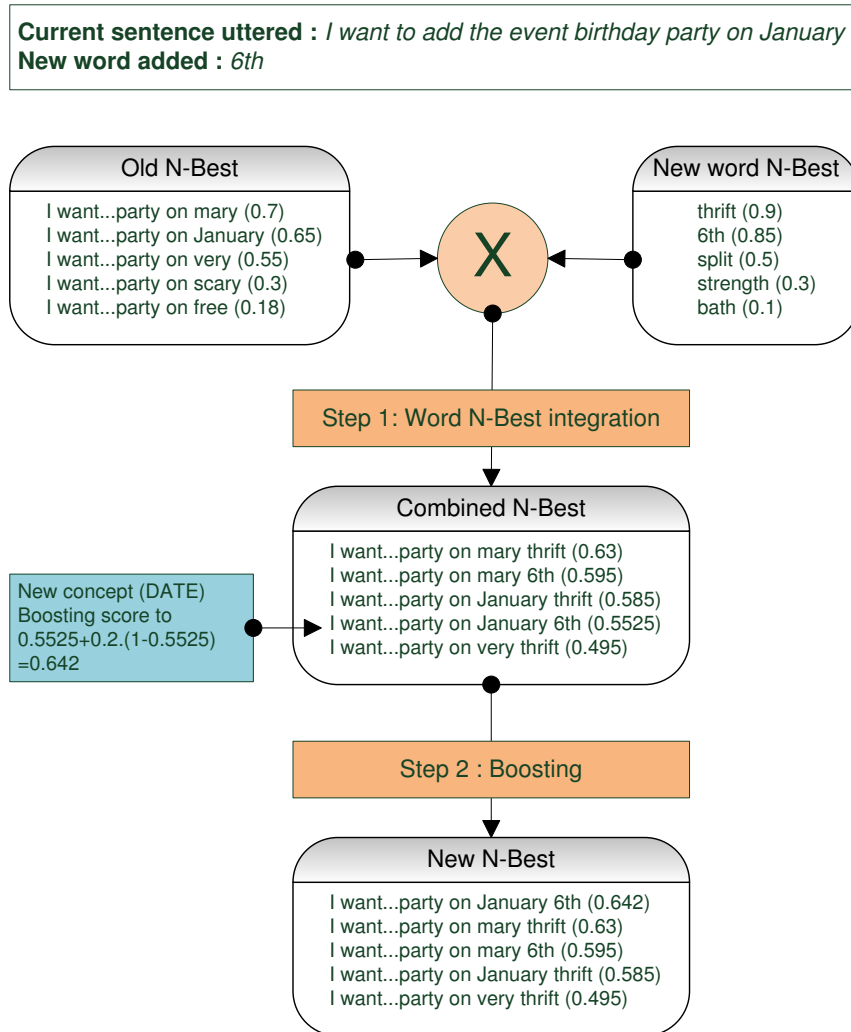 Current sentence uttered : I want to add the event birthday party on January
New word added : 6th
Old N-Best
I want...party on mary (0.7)
I want...party on January (0.65)
I want...party on very (0.55)
I want...party on scary (0.3)
I want...party on free (0.18)
X
New word N-Best
thrift (0.9)
6th (0.85)
split (0.5)
strength (0.3)
bath (0.1)
Step 1: Word N-Best integration
Combined N-Best
I want...party on mary thrift (0.63)
I want...party on mary 6th (0.595)
I want...party on January thrift (0.585)
I want...party on January 6th (0.5525)
I want...party on very thrift (0.495)
New concept (DATE)
Boosting score to
0.5525+0.2.(1-0.5525)
=0.642
Step 2 : Boosting
New N-Best
I want...party on January 6th (0.642)
I want...party on mary thrift (0.63)
I want...party on mary 6th (0.595)
I want...party on January thrift (0.585)
I want...party on very thrift (0.495)